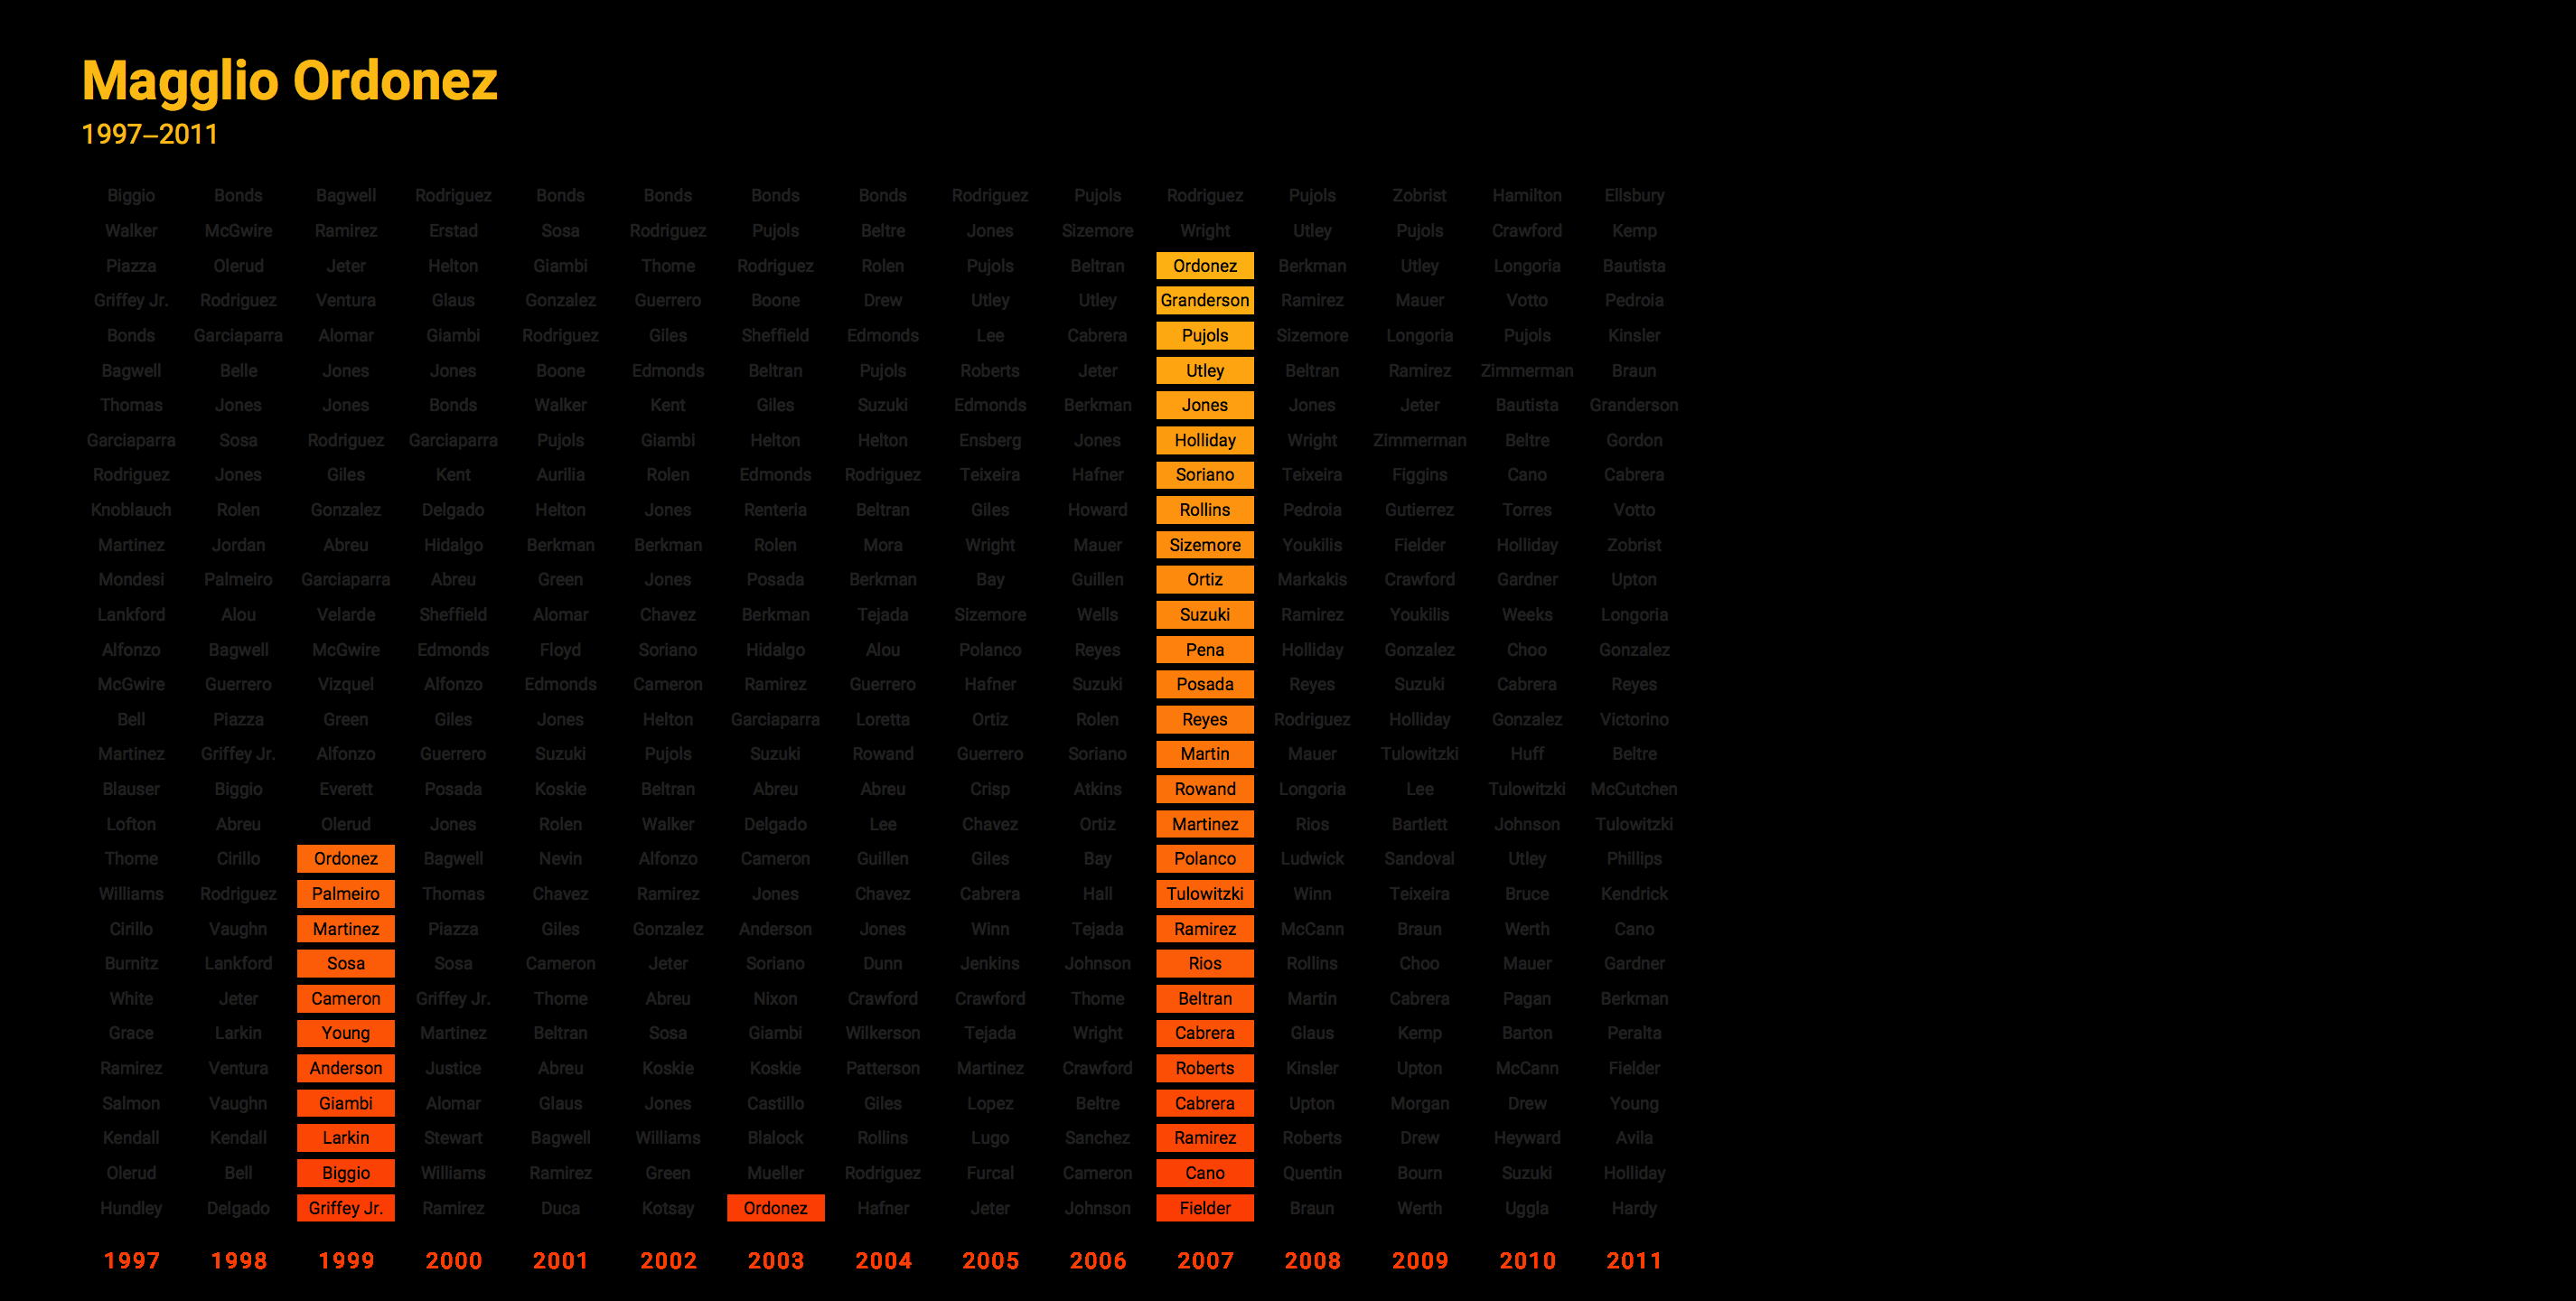 Magglio Ordonez
1997–2011
Biggio Bonds Bagwell Rodriguez Bonds Bonds Bonds Bonds Rodriguez Pujols Rodriguez Pujols Zobrist Hamilton Ellsbury
Walker McGwire Ramirez Erstad Sosa Rodriguez Pujols Beltre Jones Sizemore Wright Utley Pujols Crawford Kemp
Piazza Olerud Jeter Helton Giambi Thome Rodriguez Rolen Pujols Beltran Ordonez Berkman Utley Longoria Bautista
Griffey Jr. Rodriguez Ventura Glaus Gonzalez Guerrero Boone Drew Utley Utley Granderson Ramirez Mauer Votto Pedroia
Bonds Garciaparra Alomar Giambi Rodriguez Giles Sheffield Edmonds Lee Cabrera Pujols Sizemore Longoria Pujols Kinsler
Bagwell Belle Jones Jones Boone Edmonds Beltran Pujols Roberts Jeter Utley Beltran Ramirez Zimmerman Braun
Thomas Jones Jones Bonds Walker Kent Giles Suzuki Edmonds Berkman Jones Jones Jeter Bautista Granderson
Garciaparra Sosa Rodriguez Garciaparra Pujols Giambi Helton Helton Ensberg Jones Holliday Wright Zimmerman Beltre Gordon
Rodriguez Jones Giles Kent Aurilia Rolen Edmonds Rodriguez Teixeira Hafner Soriano Teixeira Figgins Cano Cabrera
Knoblauch Rolen Gonzalez Delgado Helton Jones Renteria Beltran Giles Howard Rollins Pedroia Gutierrez Torres Votto
Martinez Jordan Abreu Hidalgo Berkman Berkman Rolen Mora Wright Mauer Sizemore Youkilis Fielder Holliday Zobrist
Mondesi Palmeiro Garciaparra Abreu Green Jones Posada Berkman Bay Guillen Ortiz Markakis Crawford Gardner Upton
Lankford Alou Velarde Sheffield Alomar Chavez Berkman Tejada Sizemore Wells Suzuki Ramirez Youkilis Weeks Longoria
Alfonzo Bagwell McGwire Edmonds Floyd Soriano Hidalgo Alou Polanco Reyes Pena Holliday Gonzalez Choo Gonzalez
McGwire Guerrero Vizquel Alfonzo Edmonds Cameron Ramirez Guerrero Hafner Suzuki Posada Reyes Suzuki Cabrera Reyes
Bell Piazza Green Giles Jones Helton Garciaparra Loretta Ortiz Rolen Reyes Rodriguez Holliday Gonzalez Victorino
Martinez Griffey Jr. Alfonzo Guerrero Suzuki Pujols Suzuki Rowand Guerrero Soriano Martin Mauer Tulowitzki Huff Beltre
Blauser Biggio Everett Posada Koskie Beltran Abreu Abreu Crisp Atkins Rowand Longoria Lee Tulowitzki McCutchen
Lofton Abreu Olerud Jones Rolen Walker Delgado Lee Chavez Ortiz Martinez Rios Bartlett Johnson Tulowitzki
Thome Cirillo Ordonez Bagwell Nevin Alfonzo Cameron Guillen Giles Bay Polanco Ludwick Sandoval Utley Phillips
Williams Rodriguez Palmeiro Thomas Chavez Ramirez Jones Chavez Cabrera Hall Tulowitzki Winn Teixeira Bruce Kendrick
Cirillo Vaughn Martinez Piazza Giles Gonzalez Anderson Jones Winn Tejada Ramirez McCann Braun Werth Cano
Burnitz Lankford Sosa Sosa Cameron Jeter Soriano Dunn Jenkins Johnson Rios Rollins Choo Mauer Gardner
White Jeter Cameron Griffey Jr. Thome Abreu Nixon Crawford Crawford Thome Beltran Martin Cabrera Pagan Berkman
Grace Larkin Young Martinez Beltran Sosa Giambi Wilkerson Tejada Wright Cabrera Glaus Kemp Barton Peralta
Ramirez Ventura Anderson Justice Abreu Koskie Koskie Patterson Martinez Crawford Roberts Kinsler Upton McCann Fielder
Salmon Vaughn Giambi Alomar Glaus Jones Castillo Giles Lopez Beltre Cabrera Upton Morgan Drew Young
Kendall Kendall Larkin Stewart Bagwell Williams Blalock Rollins Lugo Sanchez Ramirez Roberts Drew Heyward Avila
Olerud Bell Biggio Williams Ramirez Green Mueller Rodriguez Furcal Cameron Cano Quentin Bourn Suzuki Holliday
Hundley Delgado Griffey Jr. Ramirez Duca Kotsay Ordonez Hafner Jeter Johnson Fielder Braun Werth Uggla Hardy
1997 1998 1999 2000 2001 2002 2003 2004 2005 2006 2007 2008 2009 2010 2011